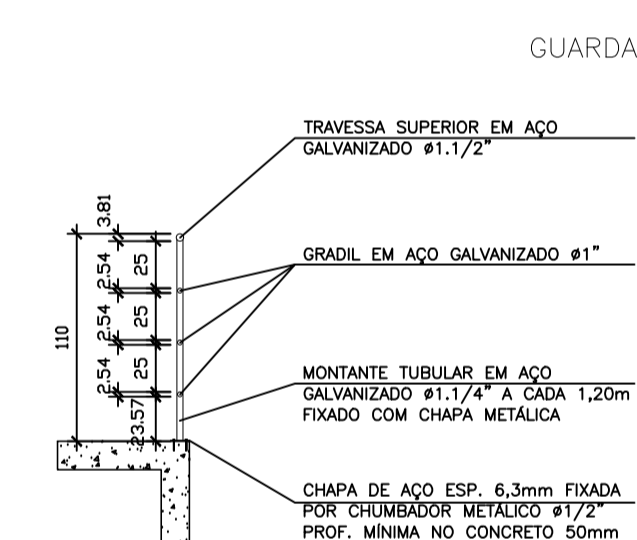 GUARDA
TRAVESSA SUPERIOR EM AÇO
GALVANIZADO ø1.1/2"
3.81
GRADIL EM AÇO GALVANIZADO ø1"
2.54
25
2.54
25
110
2.54
25
MONTANTE TUBULAR EM AÇO
GALVANIZADO ø1.1/4" A CADA 1,20m
FIXADO COM CHAPA METÁLICA
23.57
CHAPA DE AÇO ESP. 6,3mm FIXADA
POR CHUMBADOR METÁLICO ø1/2"
PROF. MÍNIMA NO CONCRETO 50mm